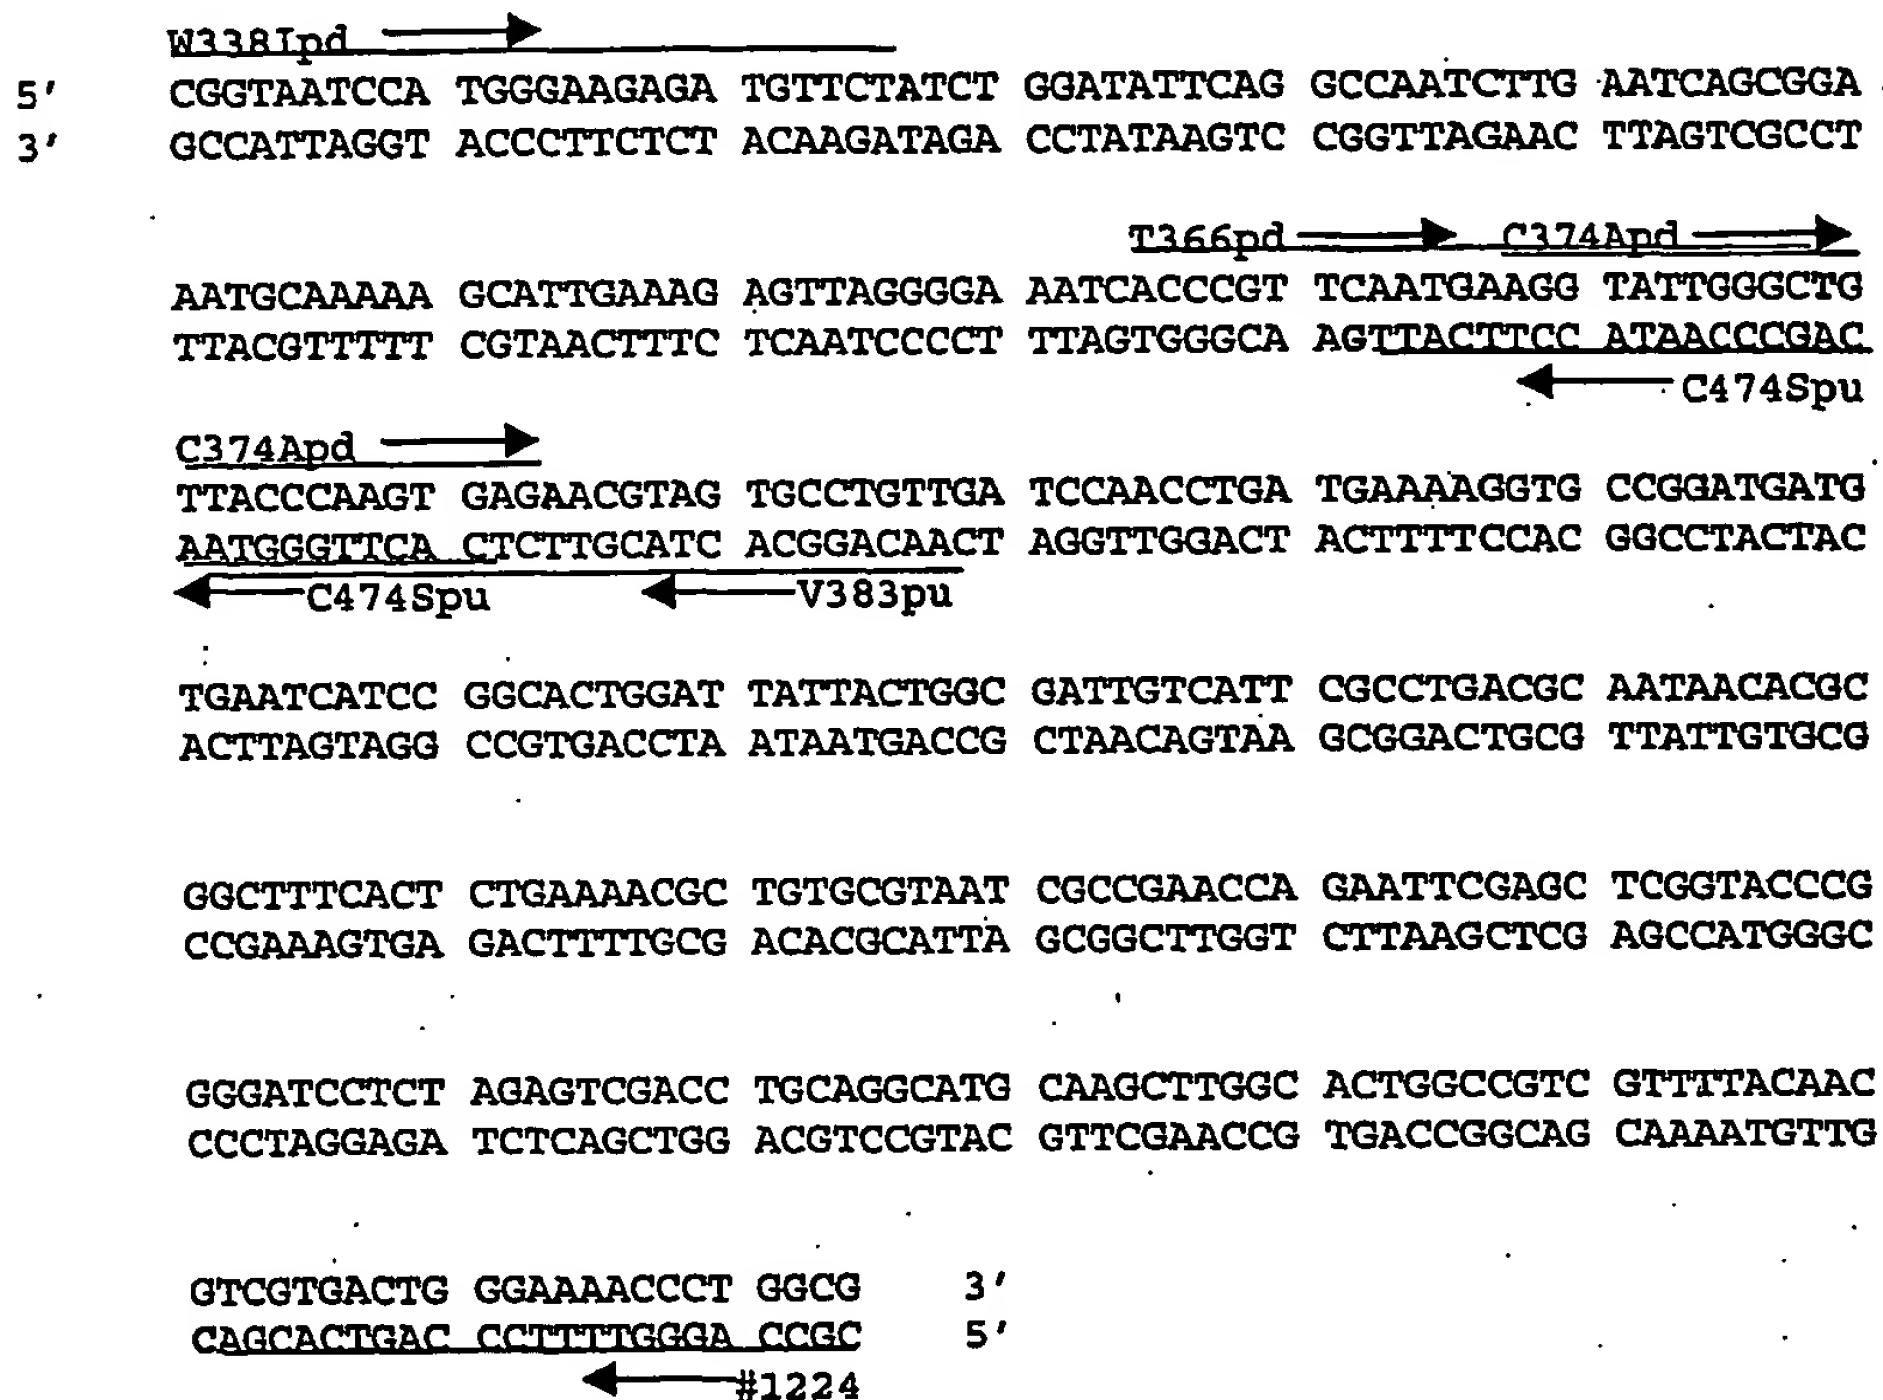 W338Ipd
5' CGGTAATCCA TGGGAAGAGA TGTTCTATCT GGATATTCAG GCCAATCTTG AATCAGCGGA
3' GCCATTAGGT ACCCTTCTCT ACAAGATAGA CCTATAAGTC CGGTTAGAAC TTAGTCGCCT
T366pd C374Apd
AATGCAAAAA GCATTGAAAG AGTTAGGGGA AATCACCCGT TCAATGAAGG TATTGGGCTG
TTACGTTTTT CGTAACTTTC TCAATCCCCT TTAGTGGGCA AGTTACTTCC ATAACCCGAC
C474Spu
C374Apd
TTACCCAAGT GAGAACGTAG TGCCTGTTGA TCCAACCTGA TGAAAAGGTG CCGGATGATG
AATGGGTTCA CTCTTGCATC ACGGACAACT AGGTTGGACT ACTTTTCCAC GGCCTACTAC
C474Spu V383pu
TGAATCATCC GGCACTGGAT TATTACTGGC GATTGTCATT CGCCTGACGC AATAACACGC
ACTTAGTAGG CCGTGACCTA ATAATGACCG CTAACAGTAA GCGGACTGCG TTATTGTGCG
GGCTTTCACT CTGAAAACGC TGTGCGTAAT CGCCGAACCA GAATTCGAGC TCGGTACCCG
CCGAAAGTGA GACTTTTGCG ACACGCATTA GCGGCTTGGT CTTAAGCTCG AGCCATGGGC
GGGATCCTCT AGAGTCGACC TGCAGGCATG CAAGCTTGGC ACTGGCCGTC GTTTTACAAC
CCCTAGGAGA TCTCAGCTGG ACGTCCGTAC GTTCGAACCG TGACCGGCAG CAAAATGTTG
GTCGTGACTG GGAAAACCCT GGCG 3'
CAGCACTGAC CCTTTTGGGA CCGC 5'
#1224